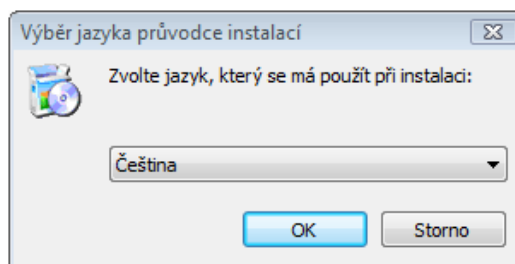 Výběr jazyka průvodce instalací
Zvolte jazyk, který se má použít při instalaci:
Čeština
OK
Storno